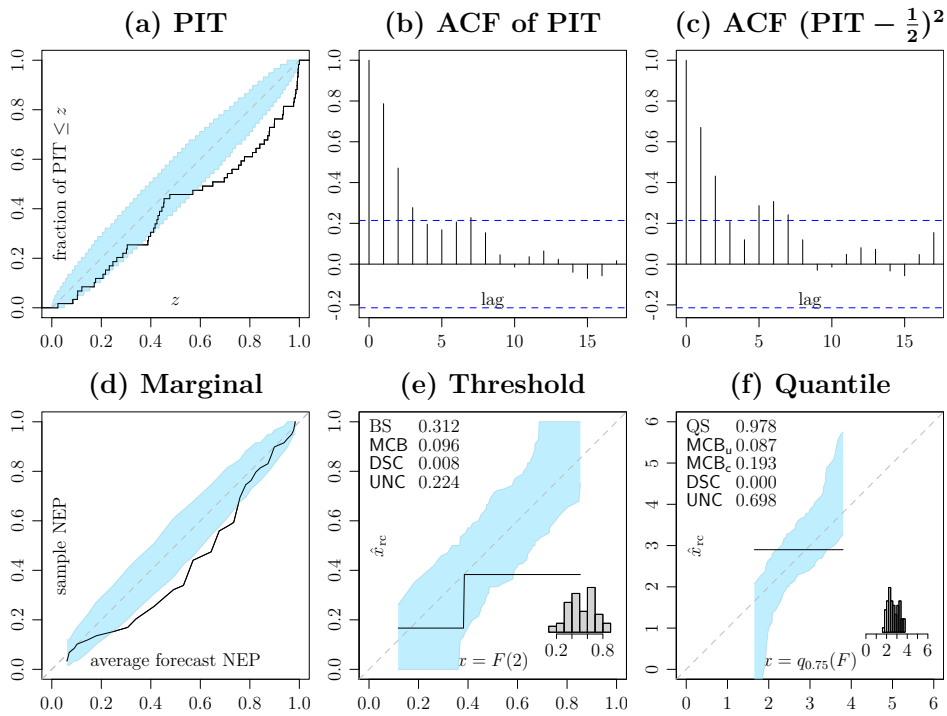 (a) PIT
(b) ACF of PIT
(c) ACF (PIT − 1/2)²
fraction of PIT ≤ z
z
0.0 0.2 0.4 0.6 0.8 1.0
0.0 0.2 0.4 0.6 0.8 1.0
lag
-0.2 0.0 0.2 0.4 0.6 0.8 1.0
0 5 10 15
lag
-0.2 0.0 0.2 0.4 0.6 0.8 1.0
0 5 10 15
(d) Marginal
(e) Threshold
(f) Quantile
sample NEP
average forecast NEP
0.0 0.2 0.4 0.6 0.8 1.0
0.0 0.2 0.4 0.6 0.8 1.0
BS 0.312
MCB 0.096
DSC 0.008
UNC 0.224
x̂rc
x = F(2)
0.2 0.8
0.0 0.2 0.4 0.6 0.8 1.0
0.0 0.2 0.4 0.6 0.8 1.0
QS 0.978
MCBu 0.087
MCBc 0.193
DSC 0.000
UNC 0.698
x̂rc
x = q0.75(F)
0 2 4 6
0 1 2 3 4 5 6
0 1 2 3 4 5 6